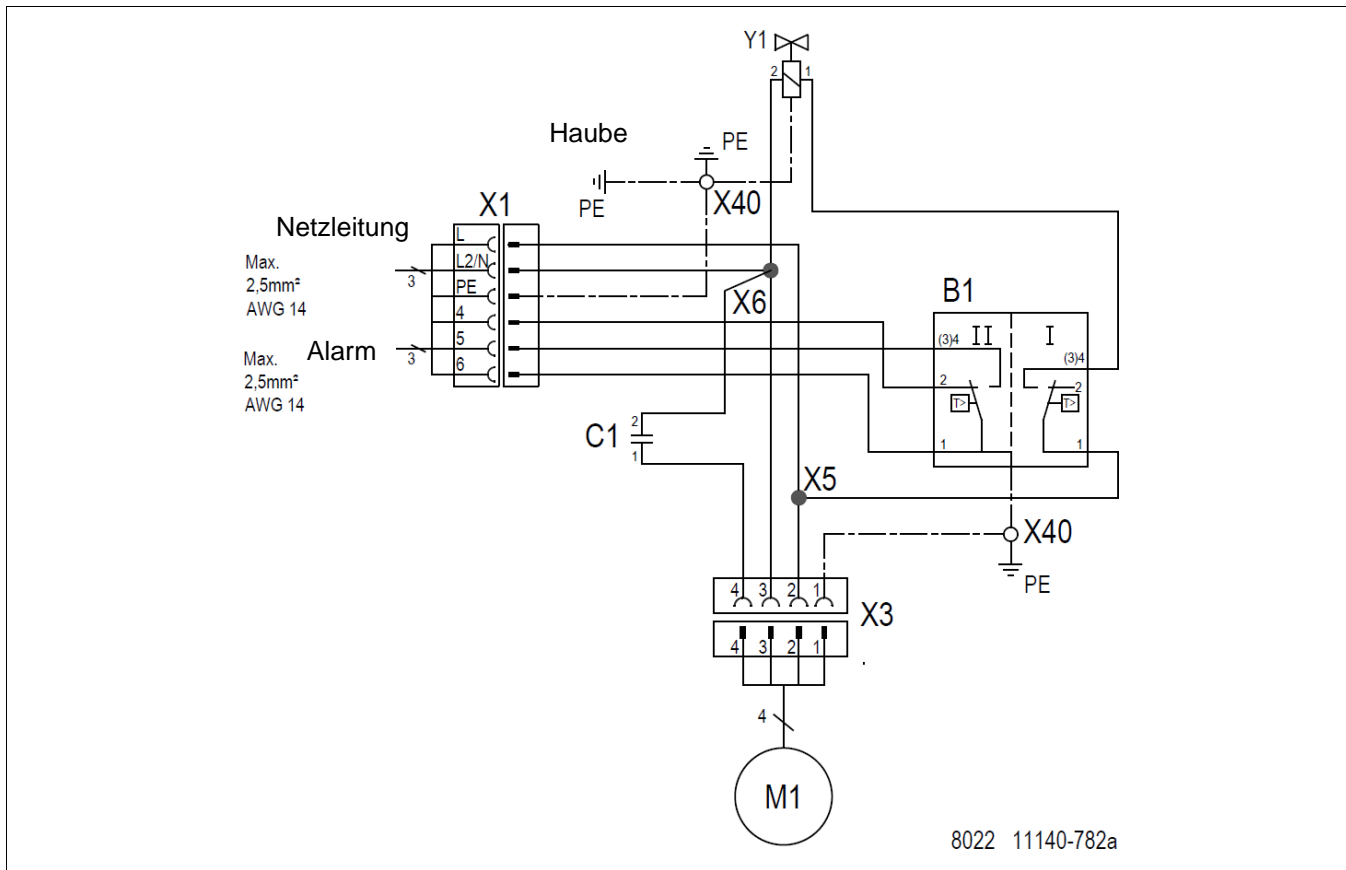 Y1
2 1
Haube
PE
PE
X40
X1
Netzleitung
Max.
2,5mm²
AWG 14
3
L
L2/N
PE
4
5
6
Alarm
Max.
2,5mm²
AWG 14
3
X6
B1
(3)4 II I
(3)4
2 2
T> T>
1 1
C1
2
1
X5
X40
PE
4 3 2 1
X3
4 3 2 1
4
M1
8022 11140-782a